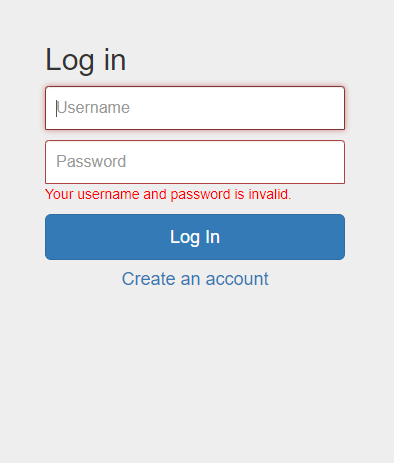 Log in
Username
Password
Your username and password is invalid.
Log In
Create an account